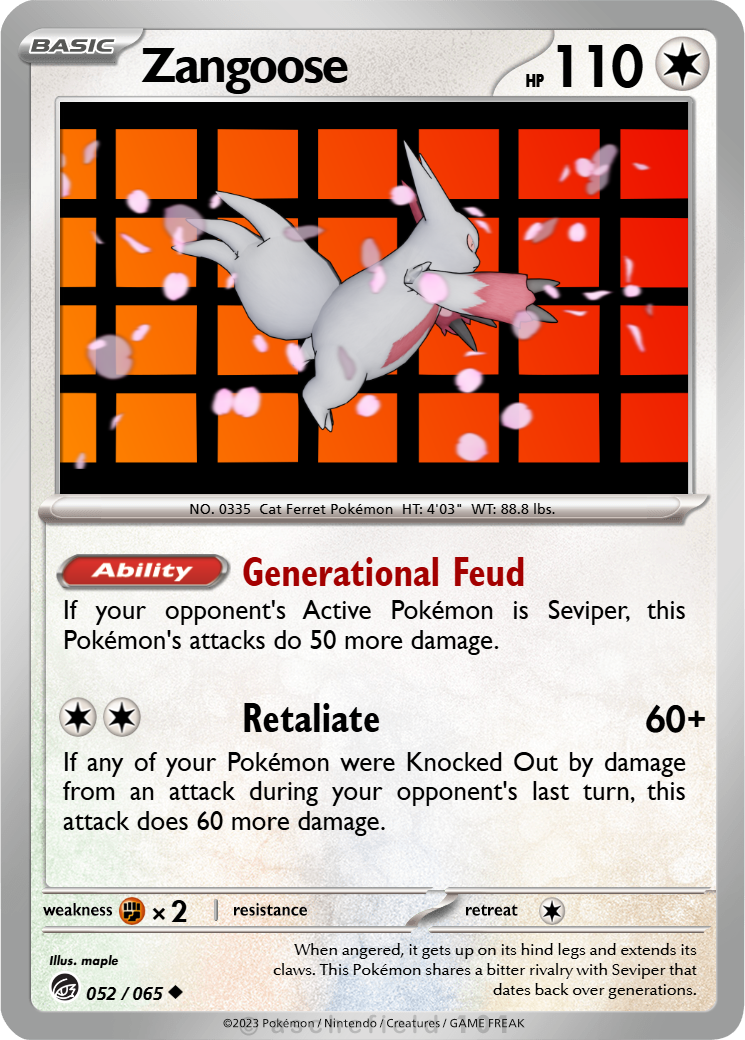 BASIC
Zangoose
HP 110
NO. 0335 Cat Ferret Pokémon HT: 4'03" WT: 88.8 lbs.
Ability Generational Feud
If your opponent's Active Pokémon is Seviper, this
Pokémon's attacks do 50 more damage.
Retaliate 60+
If any of your Pokémon were Knocked Out by damage
from an attack during your opponent's last turn, this
attack does 60 more damage.
weakness × 2 resistance retreat
When angered, it gets up on its hind legs and extends its
claws. This Pokémon shares a bitter rivalry with Seviper that
dates back over generations.
Illus. maple
052 / 065
©2023 Pokémon / Nintendo / Creatures / GAME FREAK